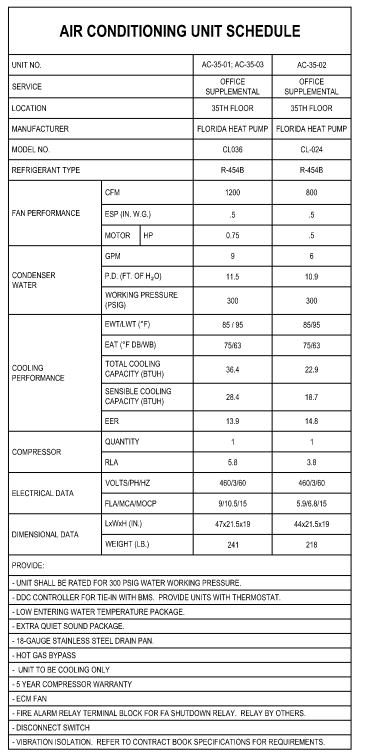 AIR CONDITIONING UNIT SCHEDULE
UNIT NO. AC-35-01; AC-35-03 AC-35-02
SERVICE OFFICE SUPPLEMENTAL OFFICE SUPPLEMENTAL
LOCATION 35TH FLOOR 35TH FLOOR
MANUFACTURER FLORIDA HEAT PUMP FLORIDA HEAT PUMP
MODEL NO. CL036 CL-024
REFRIGERANT TYPE R-454B R-454B
FAN PERFORMANCE
CFM 1200 800
ESP (IN. W.G.) .5 .5
MOTOR HP 0.75 .5
CONDENSER WATER
GPM 9 6
P.D. (FT. OF H₂O) 11.5 10.9
WORKING PRESSURE (PSIG) 300 300
COOLING PERFORMANCE
EWT/LWT (°F) 85 / 95 85/95
EAT (°F DB/WB) 75/63 75/63
TOTAL COOLING CAPACITY (BTUH) 36.4 22.9
SENSIBLE COOLING CAPACITY (BTUH) 28.4 18.7
EER 13.9 14.8
COMPRESSOR
QUANTITY 1 1
RLA 5.8 3.8
ELECTRICAL DATA
VOLTS/PH/HZ 460/3/60 460/3/60
FLA/MCA/MOCP 9/10.5/15 5.9/6.8/15
DIMENSIONAL DATA
LxWxH (IN.) 47x21.5x19 44x21.5x19
WEIGHT (LB.) 241 218
PROVIDE:
- UNIT SHALL BE RATED FOR 300 PSIG WATER WORKING PRESSURE.
- DDC CONTROLLER FOR TIE-IN WITH BMS. PROVIDE UNITS WITH THERMOSTAT.
- LOW ENTERING WATER TEMPERATURE PACKAGE.
- EXTRA QUIET SOUND PACKAGE.
- 18-GAUGE STAINLESS STEEL DRAIN PAN.
- HOT GAS BYPASS
- UNIT TO BE COOLING ONLY
- 5 YEAR COMPRESSOR WARRANTY
- ECM FAN
- FIRE ALARM RELAY TERMINAL BLOCK FOR FA SHUTDOWN RELAY. RELAY BY OTHERS.
- DISCONNECT SWITCH
- VIBRATION ISOLATION. REFER TO CONTRACT BOOK SPECIFICATIONS FOR REQUIREMENTS.